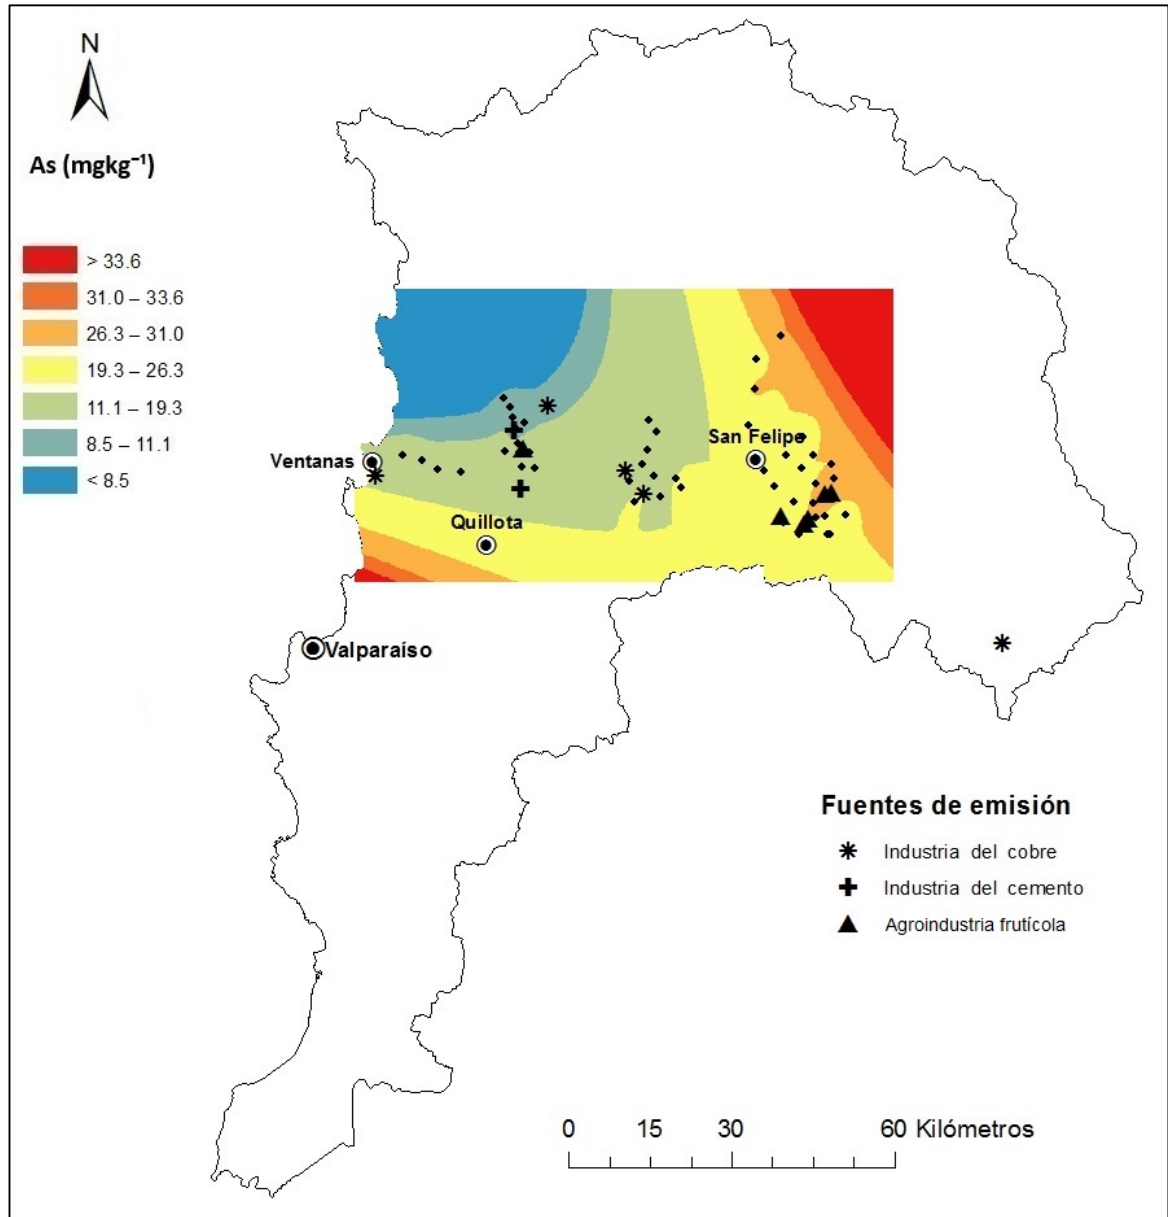 N
As (mgkg⁻¹)
> 33.6
31.0 – 33.6
26.3 – 31.0
19.3 – 26.3
11.1 – 19.3
8.5 – 11.1
< 8.5
San Felipe
Ventanas
Quillota
Valparaíso
Fuentes de emisión
Industria del cobre
Industria del cemento
Agroindustria frutícola
0 15 30 60 Kilómetros